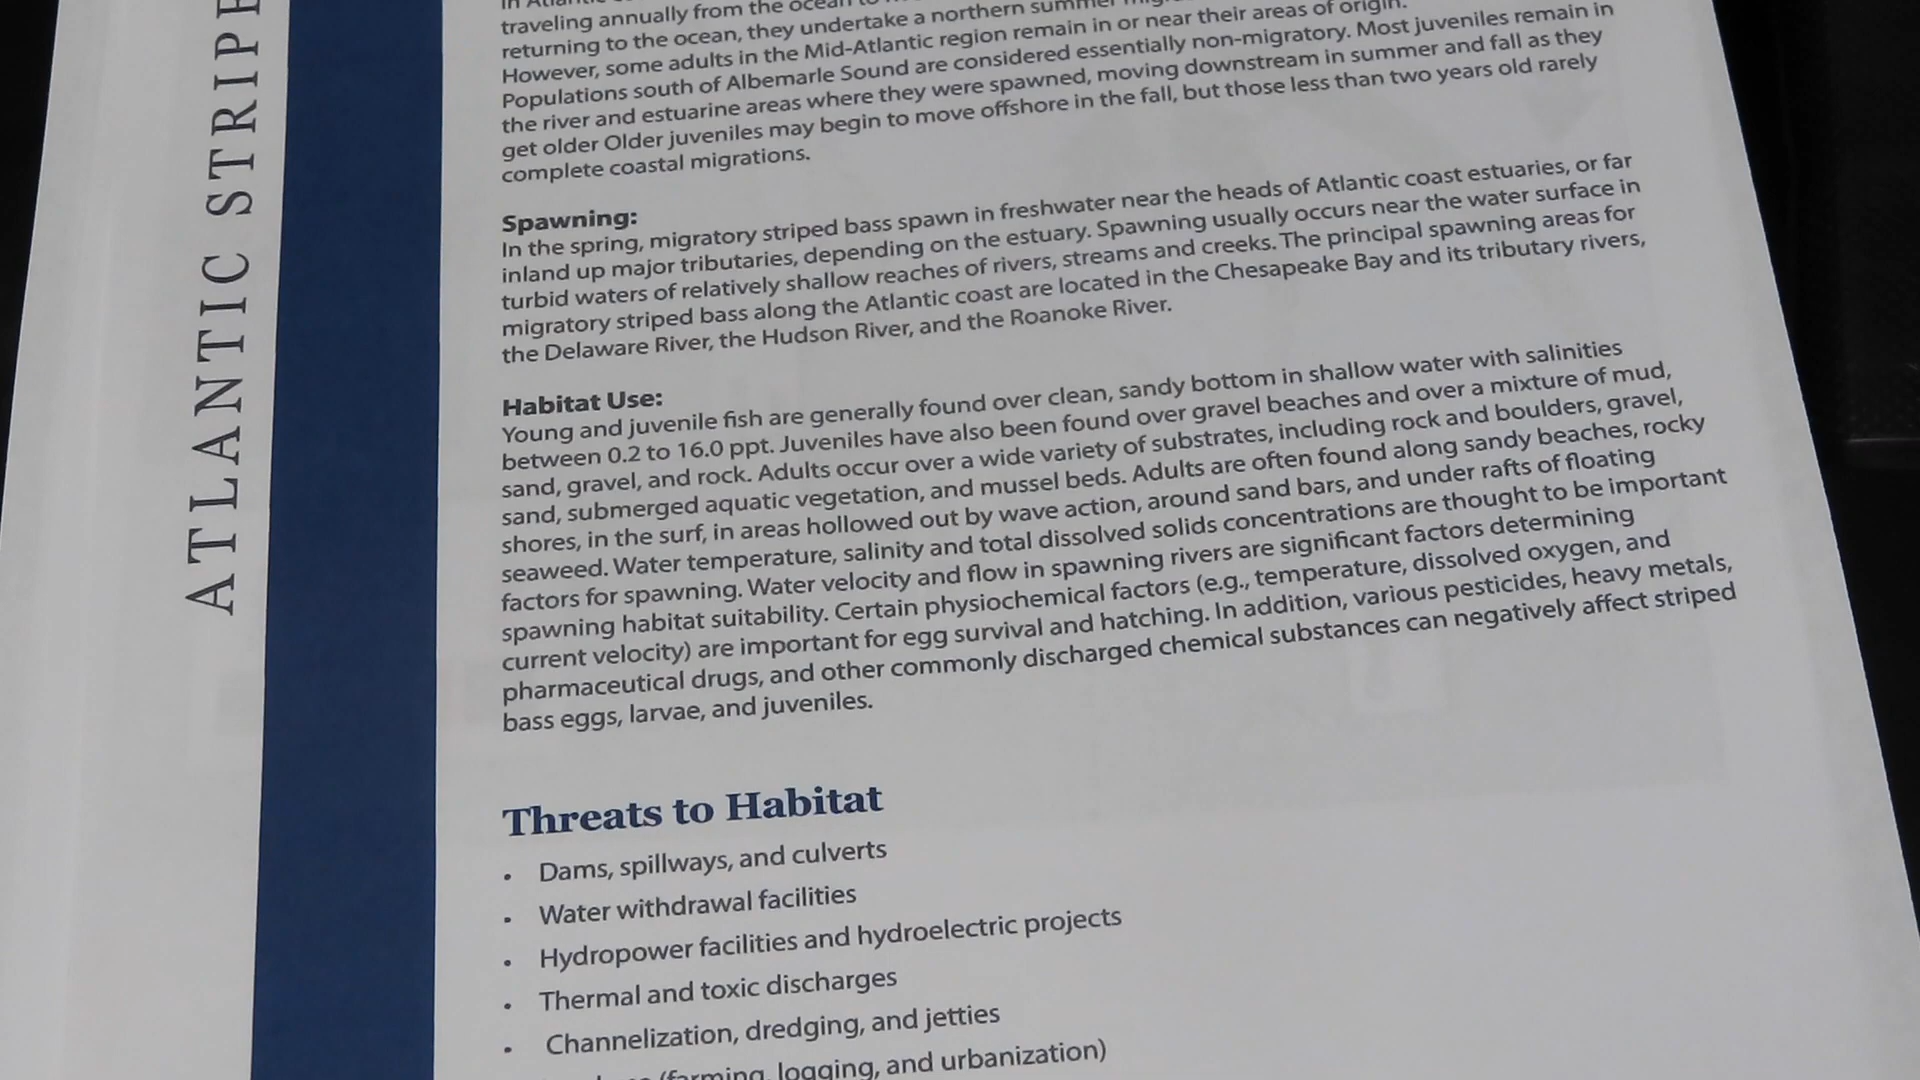 ATLANTIC STRIPE
traveling annually from the ocean to
returning to the ocean, they undertake a northern summer
However, some adults in the Mid-Atlantic region remain in or near their areas of origin.
Populations south of Albemarle Sound are considered essentially non-migratory. Most juveniles remain in
the river and estuarine areas where they were spawned, moving downstream in summer and fall as they
get older Older juveniles may begin to move offshore in the fall, but those less than two years old rarely
complete coastal migrations.
Spawning:
In the spring, migratory striped bass spawn in freshwater near the heads of Atlantic coast estuaries, or far
inland up major tributaries, depending on the estuary. Spawning usually occurs near the water surface in
turbid waters of relatively shallow reaches of rivers, streams and creeks. The principal spawning areas for
migratory striped bass along the Atlantic coast are located in the Chesapeake Bay and its tributary rivers,
the Delaware River, the Hudson River, and the Roanoke River.
Habitat Use:
Young and juvenile fish are generally found over clean, sandy bottom in shallow water with salinities
between 0.2 to 16.0 ppt. Juveniles have also been found over gravel beaches and over a mixture of mud,
sand, gravel, and rock. Adults occur over a wide variety of substrates, including rock and boulders, gravel,
sand, submerged aquatic vegetation, and mussel beds. Adults are often found along sandy beaches, rocky
shores, in the surf, in areas hollowed out by wave action, around sand bars, and under rafts of floating
seaweed. Water temperature, salinity and total dissolved solids concentrations are thought to be important
factors for spawning. Water velocity and flow in spawning rivers are significant factors determining
spawning habitat suitability. Certain physiochemical factors (e.g., temperature, dissolved oxygen, and
current velocity) are important for egg survival and hatching. In addition, various pesticides, heavy metals,
pharmaceutical drugs, and other commonly discharged chemical substances can negatively affect striped
bass eggs, larvae, and juveniles.
Threats to Habitat
• Dams, spillways, and culverts
• Water withdrawal facilities
• Hydropower facilities and hydroelectric projects
• Thermal and toxic discharges
• Channelization, dredging, and jetties
(farming, logging, and urbanization)